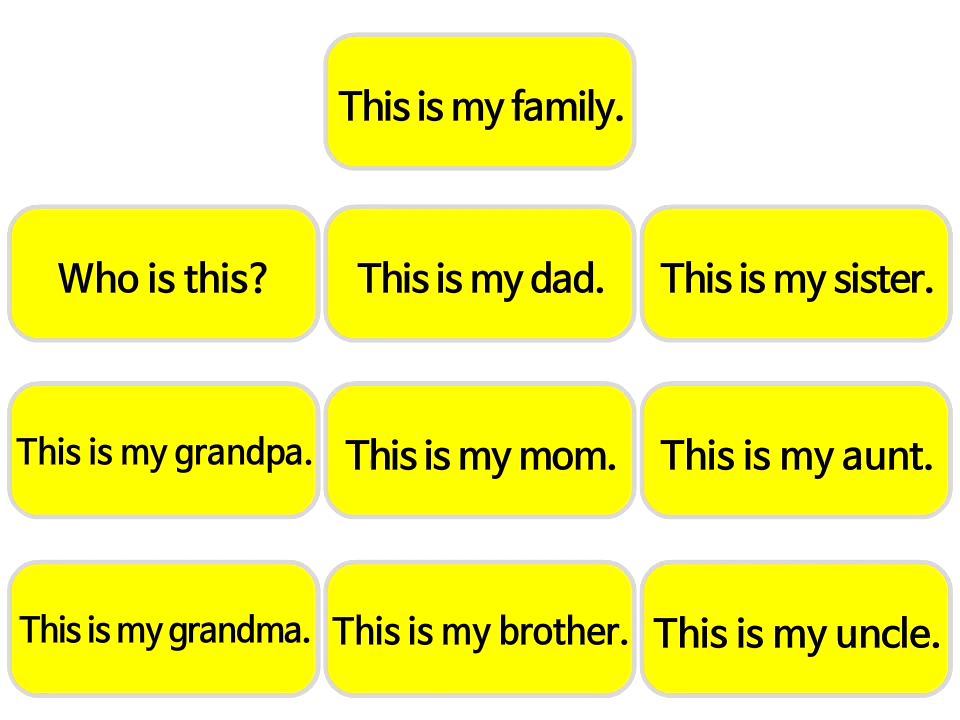 This is my family.
Who is this?
This is my dad.
This is my sister.
This is my grandpa.
This is my mom.
This is my aunt.
This is my grandma.
This is my brother.
This is my uncle.